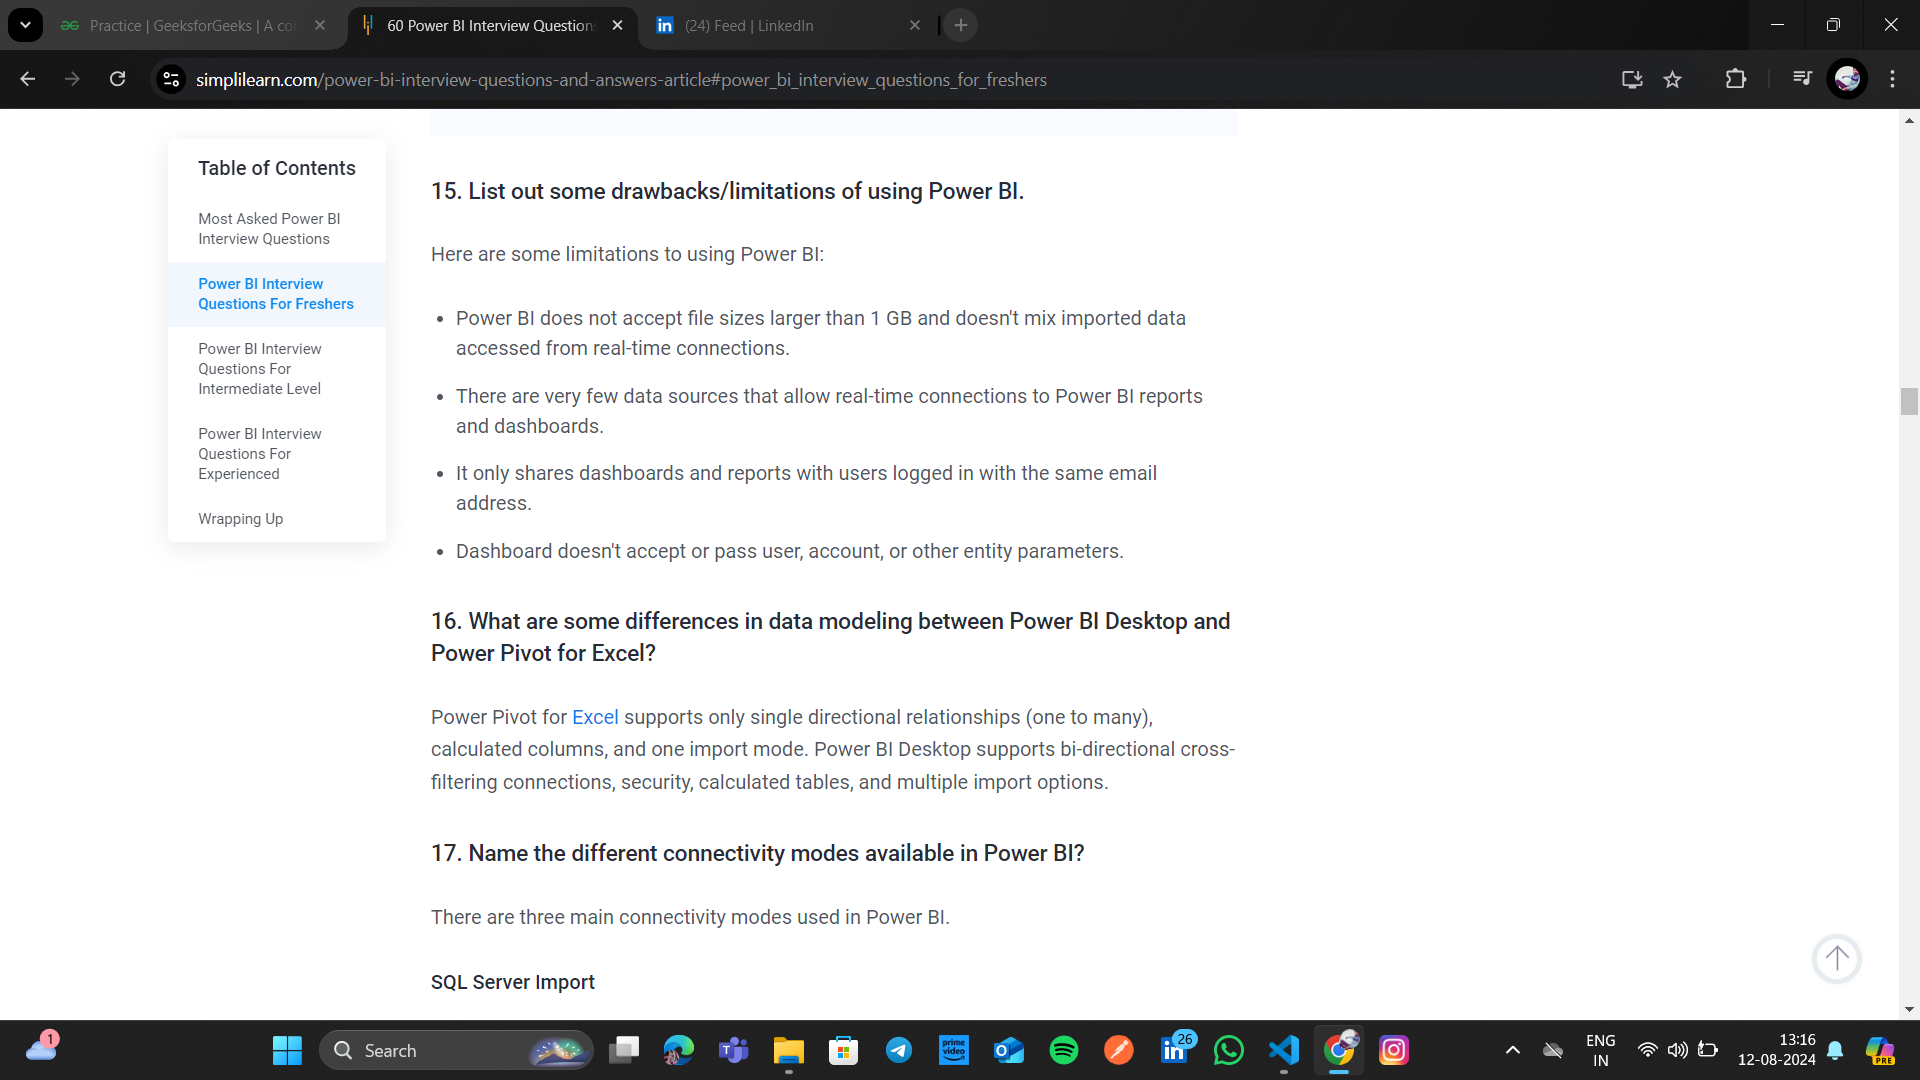 Practice | GeeksforGeeks | A co
60 Power BI Interview Question
(24) Feed | LinkedIn
simplilearn.com/power-bi-interview-questions-and-answers-article#power_bi_interview_questions_for_freshers
Table of Contents
Most Asked Power BI
Interview Questions
Power BI Interview
Questions For Freshers
Power BI Interview
Questions For
Intermediate Level
Power BI Interview
Questions For
Experienced
Wrapping Up
15. List out some drawbacks/limitations of using Power BI.
Here are some limitations to using Power BI:
• Power BI does not accept file sizes larger than 1 GB and doesn't mix imported data
accessed from real-time connections.
• There are very few data sources that allow real-time connections to Power BI reports
and dashboards.
• It only shares dashboards and reports with users logged in with the same email
address.
• Dashboard doesn't accept or pass user, account, or other entity parameters.
16. What are some differences in data modeling between Power BI Desktop and
Power Pivot for Excel?
Power Pivot for Excel supports only single directional relationships (one to many),
calculated columns, and one import mode. Power BI Desktop supports bi-directional cross-
filtering connections, security, calculated tables, and multiple import options.
17. Name the different connectivity modes available in Power BI?
There are three main connectivity modes used in Power BI.
SQL Server Import
1
Search
prime
video
26
ENG
IN
13:16
12-08-2024
PRE